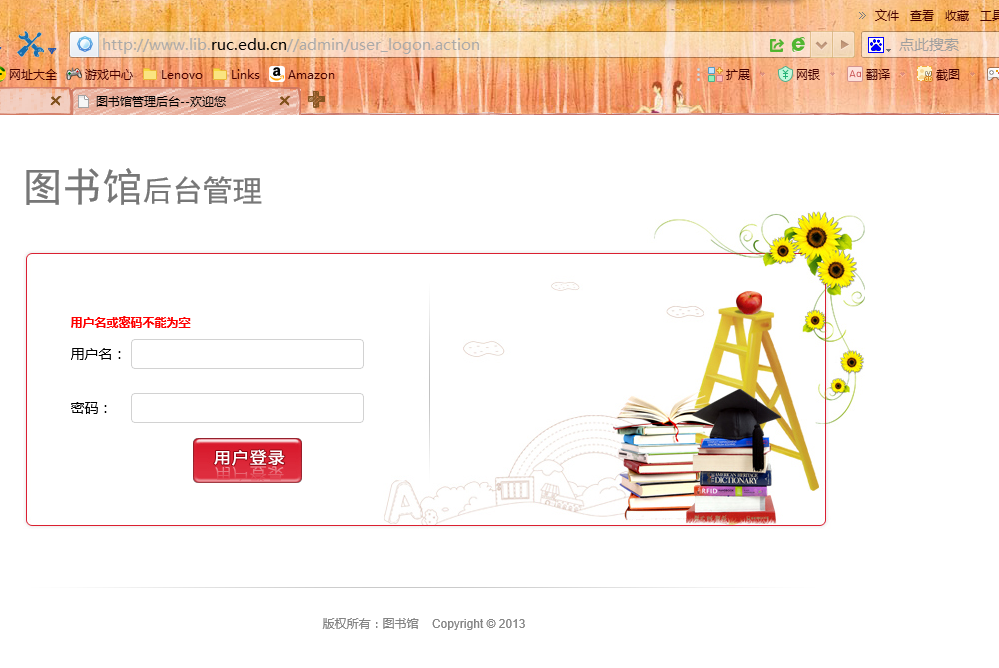 » 文件 查看 收藏 工具
http://www.lib.ruc.edu.cn//admin/user_logon.action 点此搜索
网址大全 游戏中心 Lenovo Links Amazon 扩展 网银 Aa 翻译 截图
图书馆管理后台--欢迎您
图书馆后台管理
用户名或密码不能为空
用户名：
密码：
用户登录
AMERICAN HERITAGE
DICTIONARY
RFID
版权所有：图书馆 Copyright © 2013